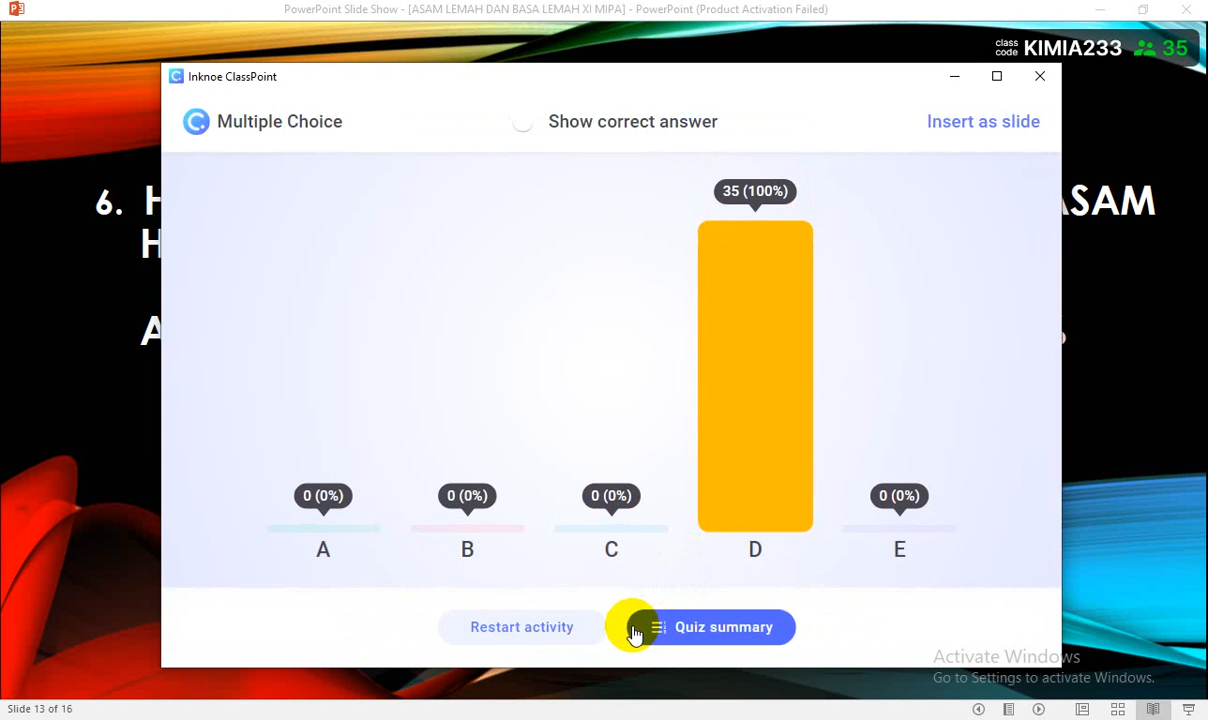 PowerPoint Slide Show - [ASAM LEMAH DAN BASA LEMAH XI MIPA] - PowerPoint (Product Activation Failed)
class code KIMIA233 35
Inknoe ClassPoint
Multiple Choice
Show correct answer
Insert as slide
6. H
ASAM
H
A
35 (100%)
0 (0%)
0 (0%)
0 (0%)
0 (0%)
A
B
C
D
E
Restart activity
Quiz summary
Activate Windows
Go to Settings to activate Windows.
Slide 13 of 16